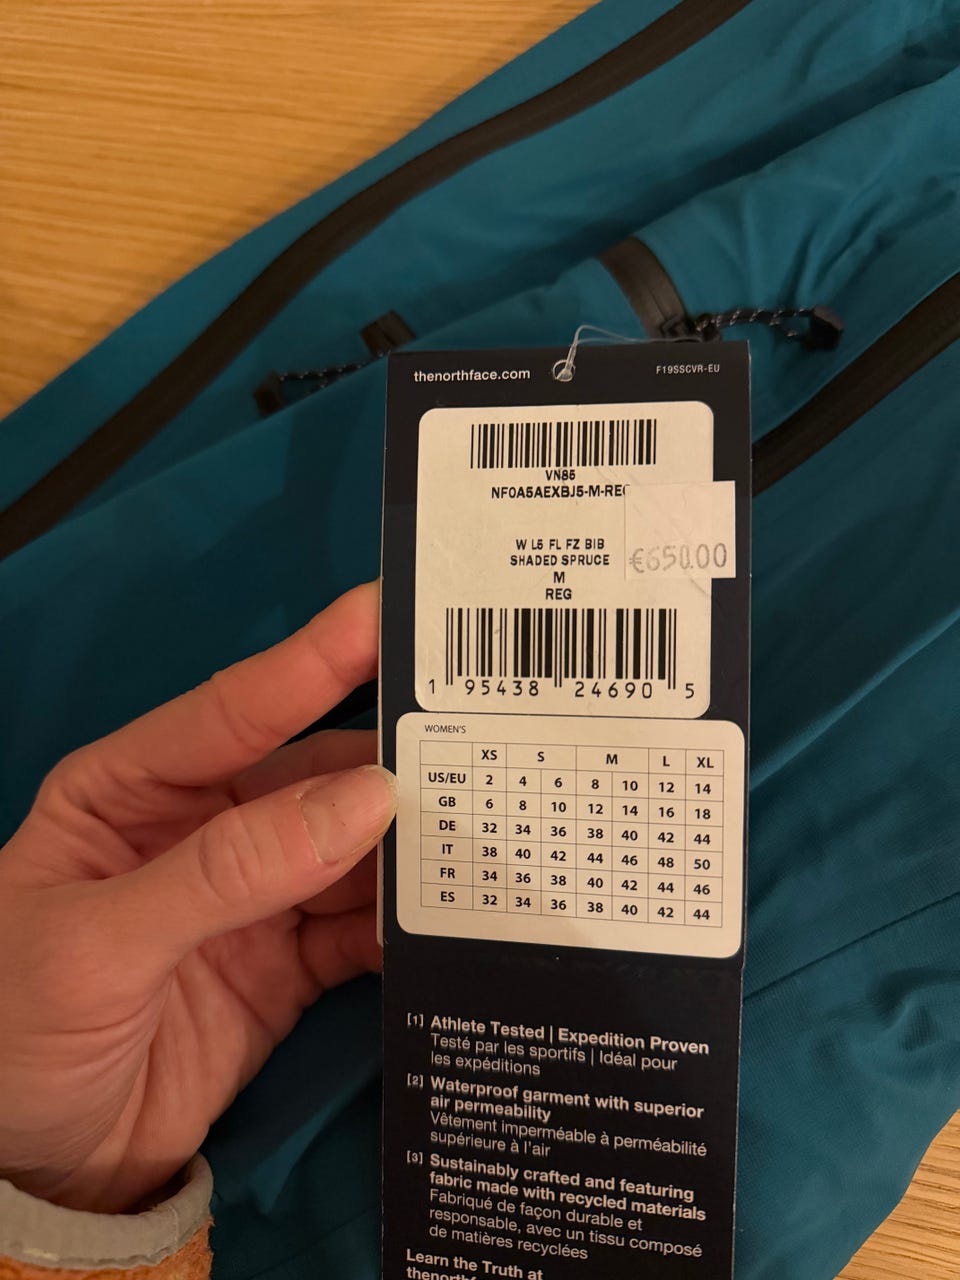 thenorthface.com
F19SSCVR-EU
VN85
NF0A5AEXBJ5-M-REG
W L5 FL FZ BIB
SHADED SPRUCE
M
REG
€650.00
1 95438 24690 5
WOMEN'S
XS S M L XL
US/EU 2 4 6 8 10 12 14
GB 6 8 10 12 14 16 18
DE 32 34 36 38 40 42 44
IT 38 40 42 44 46 48 50
FR 34 36 38 40 42 44 46
ES 32 34 36 38 40 42 44
[1] Athlete Tested | Expedition Proven
Testé par les sportifs | Idéal pour
les expéditions
[2] Waterproof garment with superior
air permeability
Vêtement imperméable à perméabilité
supérieure à l'air
[3] Sustainably crafted and featuring
fabric made with recycled materials
Fabriqué de façon durable et
responsable, avec un tissu composé
de matières recyclées
Learn the Truth at